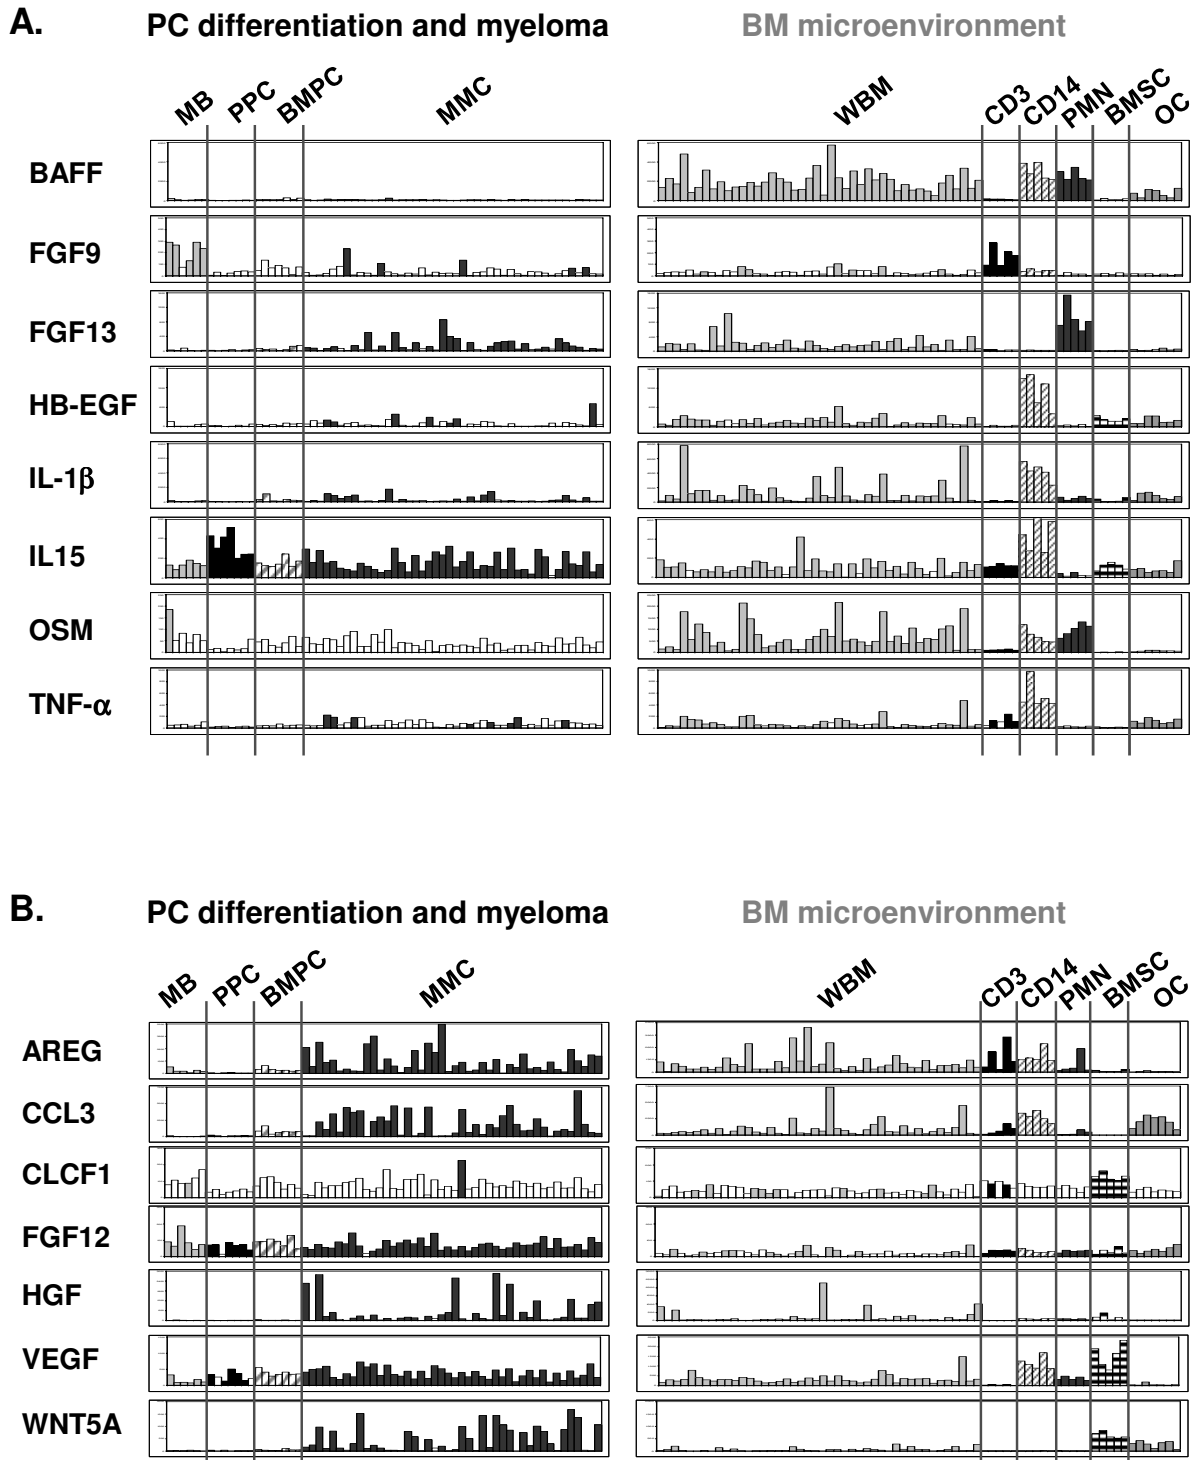 A. PC differentiation and myeloma BM microenvironment
MB PPC BMPC MMC WBM CD3 CD14 PMN BMSC OC
BAFF
FGF9
FGF13
HB-EGF
IL-1β
IL15
OSM
TNF-α
B. PC differentiation and myeloma BM microenvironment
MB PPC BMPC MMC WBM CD3 CD14 PMN BMSC OC
AREG
CCL3
CLCF1
FGF12
HGF
VEGF
WNT5A